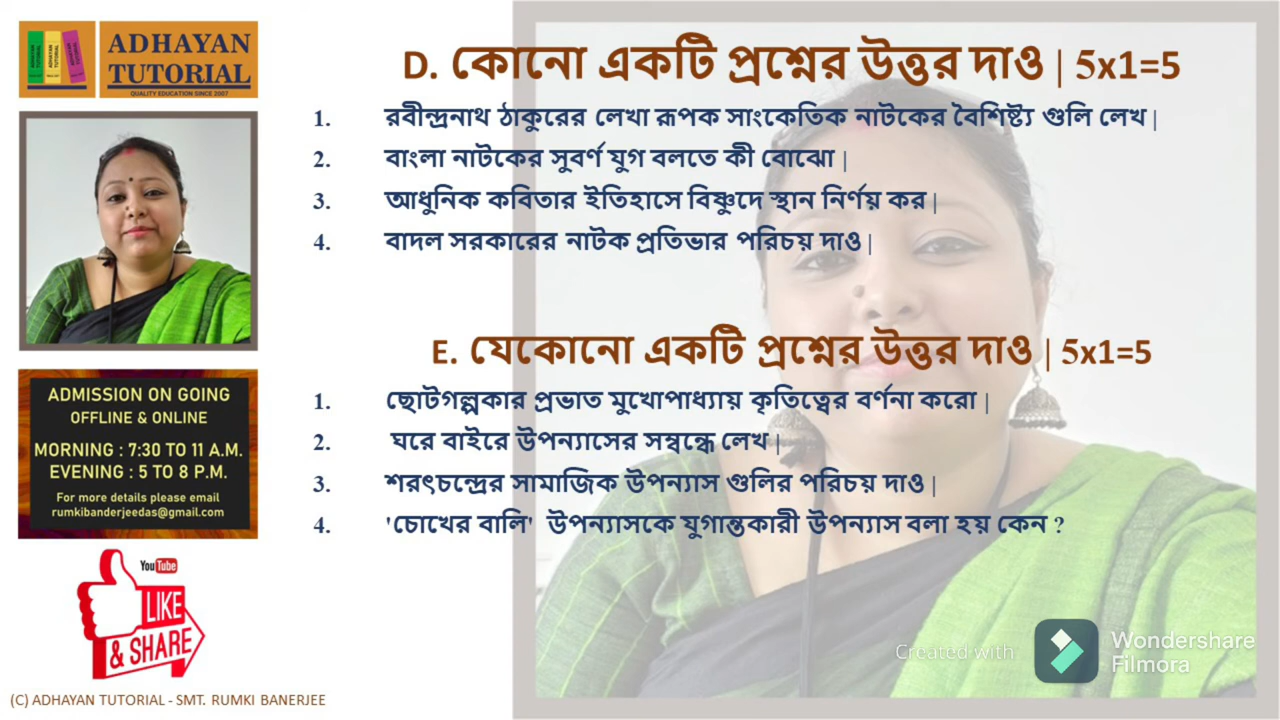 ADHAYAN
TUTORIAL
QUALITY EDUCATION SINCE 2007
D. কোনো একটি প্রশ্নের উত্তর দাও | 5x1=5
1. রবীন্দ্রনাথ ঠাকুরের লেখা রূপক সাংকেতিক নাটকের বৈশিষ্ট্য গুলি লেখ |
2. বাংলা নাটকের সুবর্ণ যুগ বলতে কী বোঝো |
3. আধুনিক কবিতার ইতিহাসে বিষ্ণুদে স্থান নির্ণয় কর |
4. বাদল সরকারের নাটক প্রতিভার পরিচয় দাও |
E. যেকোনো একটি প্রশ্নের উত্তর দাও | 5x1=5
1. ছোটগল্পকার প্রভাত মুখোপাধ্যায় কৃতিত্বের বর্ণনা করো |
2. ঘরে বাইরে উপন্যাসের সম্বন্ধে লেখ |
3. শরৎচন্দ্রের সামাজিক উপন্যাস গুলির পরিচয় দাও |
4. 'চোখের বালি' উপন্যাসকে যুগান্তকারী উপন্যাস বলা হয় কেন ?
ADMISSION ON GOING
OFFLINE & ONLINE
MORNING : 7:30 TO 11 A.M.
EVENING : 5 TO 8 P.M.
For more details please email
rumkibanderjeedas@gmail.com
YouTube
LIKE
& SHARE
Created with
Wondershare
Filmora
(C) ADHAYAN TUTORIAL - SMT. RUMKI BANERJEE